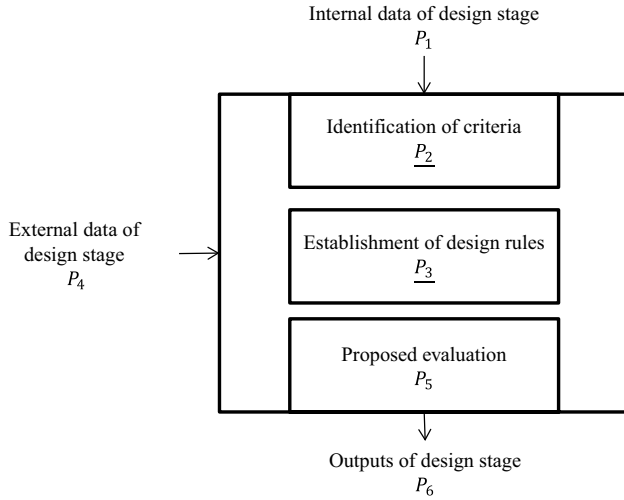 Internal data of design stage
P₁
Identification of criteria
P₂
External data of
design stage
P₄
Establishment of design rules
P₃
Proposed evaluation
P₅
Outputs of design stage
P₆